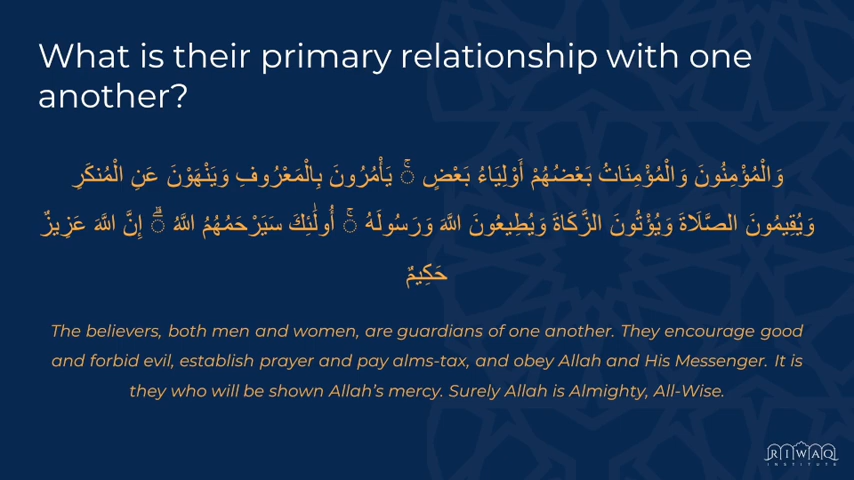 What is their primary relationship with one
another?
وَالْمُؤْمِنُونَ وَالْمُؤْمِنَاتُ بَعْضُهُمْ أَوْلِيَاءُ بَعْضٍ ۚ يَأْمُرُونَ بِالْمَعْرُوفِ وَيَنْهَوْنَ عَنِ الْمُنكَرِ
وَيُقِيمُونَ الصَّلَاةَ وَيُؤْتُونَ الزَّكَاةَ وَيُطِيعُونَ اللَّهَ وَرَسُولَهُ ۚ أُولَٰئِكَ سَيَرْحَمُهُمُ اللَّهُ ۗ إِنَّ اللَّهَ عَزِيزٌ
حَكِيمٌ
The believers, both men and women, are guardians of one another. They encourage good
and forbid evil, establish prayer and pay alms-tax, and obey Allah and His Messenger. It is
they who will be shown Allah’s mercy. Surely Allah is Almighty, All-Wise.
RIWAQ
INSTITUTE